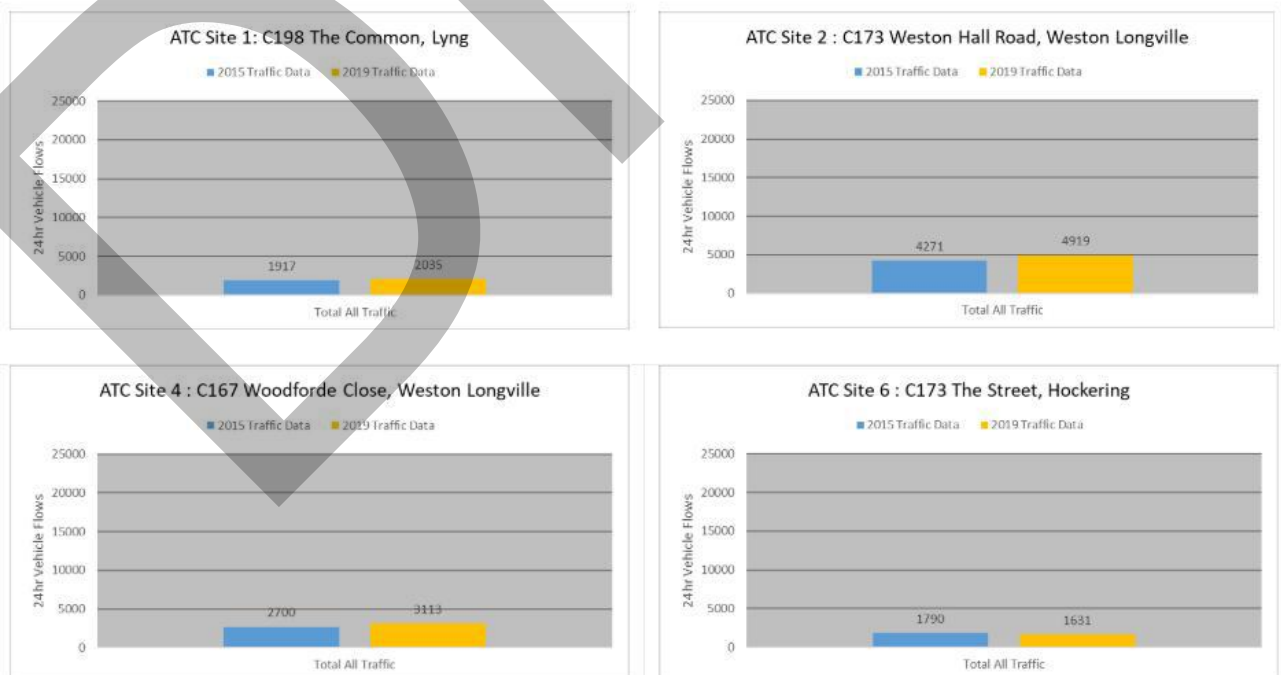 ATC Site 1: C198 The Common, Lyng
2015 Traffic Data 2019 Traffic Data
24hr Vehicle Flows
25000
20000
15000
10000
5000
0
1917 2035
Total All Traffic
ATC Site 2 : C173 Weston Hall Road, Weston Longville
2015 Traffic Data 2019 Traffic Data
24hr Vehicle Flows
25000
20000
15000
10000
5000
0
4271 4919
Total All Traffic
ATC Site 4 : C167 Woodforde Close, Weston Longville
2015 Traffic Data 2019 Traffic Data
24hr Vehicle Flows
25000
20000
15000
10000
5000
0
2700 3113
Total All Traffic
ATC Site 6 : C173 The Street, Hockering
2015 Traffic Data 2019 Traffic Data
24hr Vehicle Flows
25000
20000
15000
10000
5000
0
1790 1631
Total All Traffic